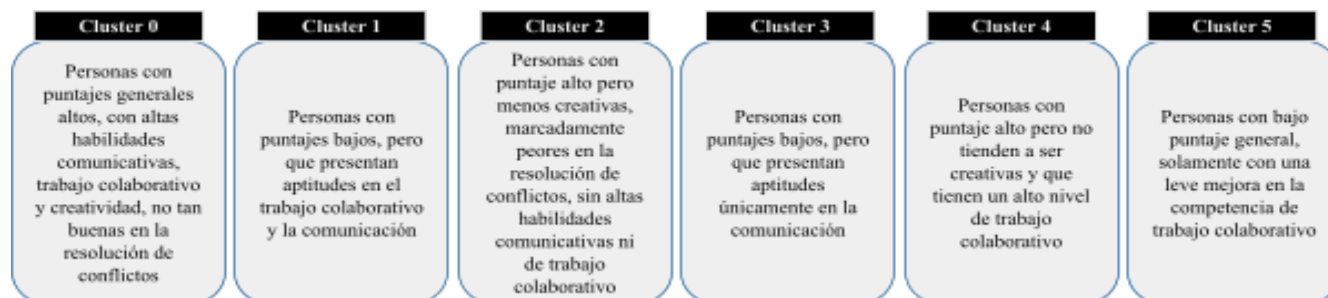 Cluster 0
Personas con
puntajes generales
altos, con altas
habilidades
comunicativas,
trabajo colaborativo
y creatividad, no tan
buenas en la
resolución de
conflictos
Cluster 1
Personas con
puntajes bajos, pero
que presentan
aptitudes en el
trabajo colaborativo
y la comunicación
Cluster 2
Personas con
puntaje alto pero
menos creativas,
marcadamente
peores en la
resolución de
conflictos, sin altas
habilidades
comunicativas ni
de trabajo
colaborativo
Cluster 3
Personas con
puntajes bajos, pero
que presentan
aptitudes
únicamente en la
comunicación
Cluster 4
Personas con
puntaje alto pero no
tienden a ser
creativas y que
tienen un alto nivel
de trabajo
colaborativo
Cluster 5
Personas con bajo
puntaje general,
solamente con una
leve mejora en la
competencia de
trabajo colaborativo